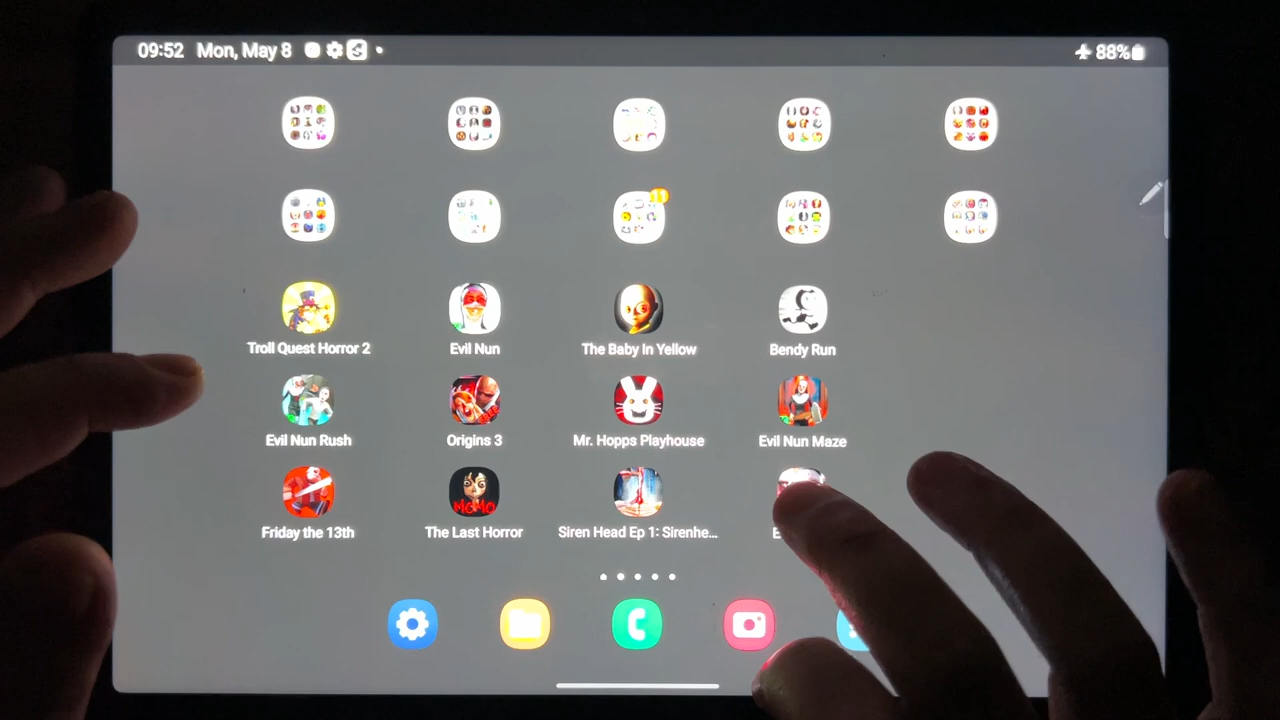 09:52 Mon, May 8
88%
11
Troll Quest Horror 2
Evil Nun
The Baby In Yellow
Bendy Run
Evil Nun Rush
Origins 3
Mr. Hopps Playhouse
Evil Nun Maze
MOMO
Friday the 13th
The Last Horror
Siren Head Ep 1: Sirenhe...